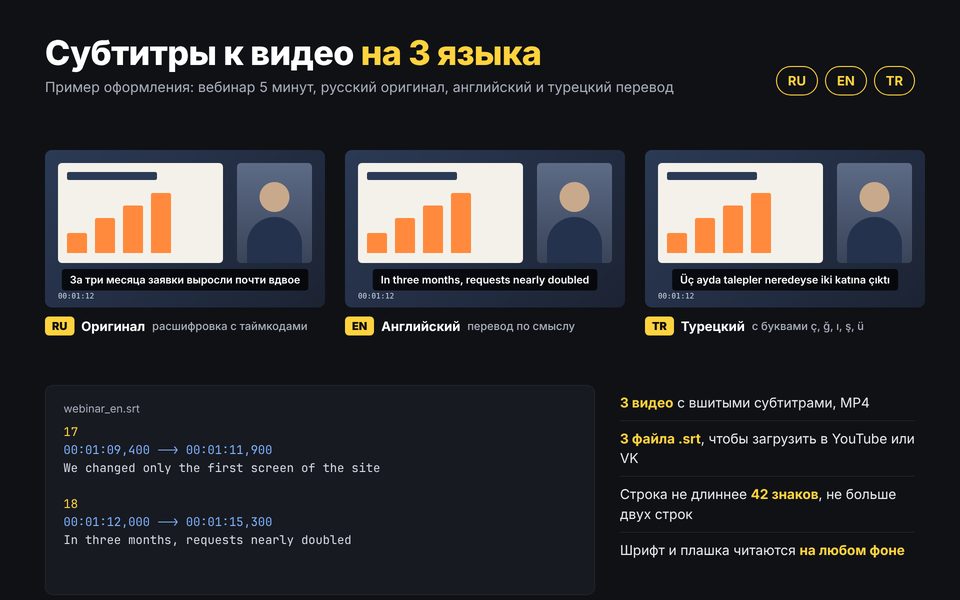 Субтитры к видео на 3 языка
Пример оформления: вебинар 5 минут, русский оригинал, английский и турецкий перевод
RU EN TR
За три месяца заявки выросли почти вдвое
00:01:12
In three months, requests nearly doubled
00:01:12
Üç ayda talepler neredeyse iki katına çıktı
00:01:12
RU Оригинал расшифровка с таймкодами
EN Английский перевод по смыслу
TR Турецкий с буквами ç, ğ, ı, ş, ü
webinar_en.srt
17
00:01:09,400 --> 00:01:11,900
We changed only the first screen of the site
18
00:01:12,000 --> 00:01:15,300
In three months, requests nearly doubled
3 видео с вшитыми субтитрами, MP4
3 файла .srt, чтобы загрузить в YouTube или
VK
Строка не длиннее 42 знаков, не больше
двух строк
Шрифт и плашка читаются на любом фоне